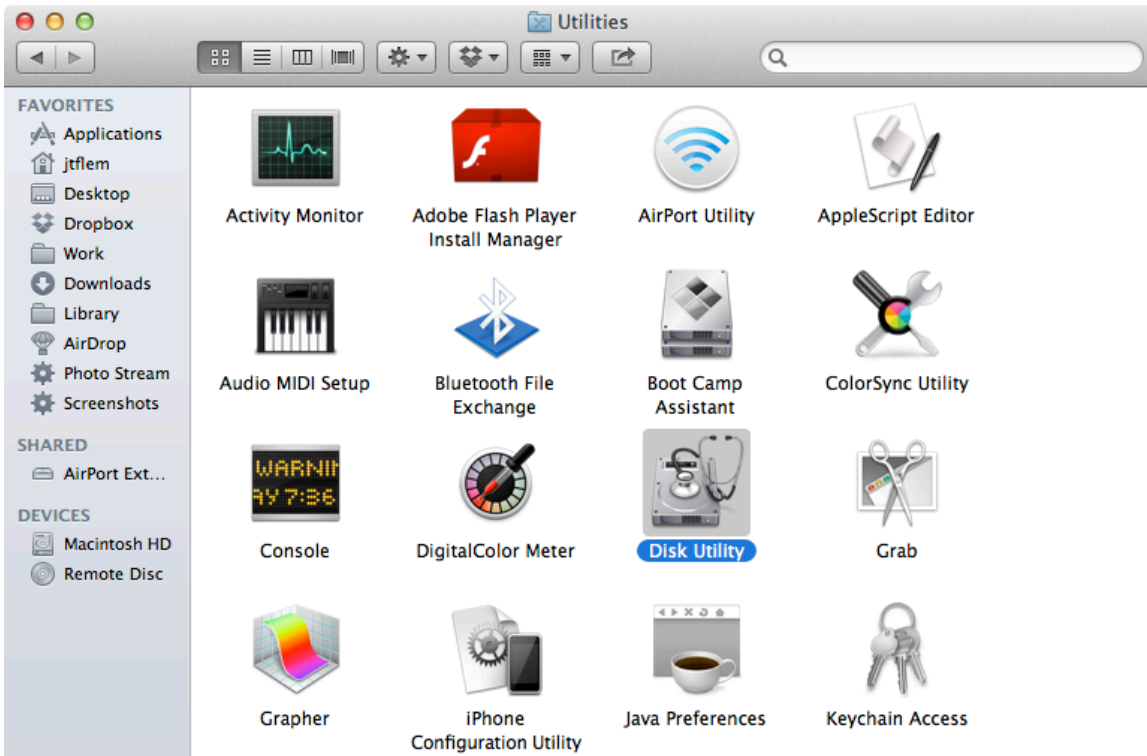 Utilities
FAVORITES
Applications
jtflem
Desktop
Dropbox
Work
Downloads
Library
AirDrop
Photo Stream
Screenshots
SHARED
AirPort Ext...
DEVICES
Macintosh HD
Remote Disc
Activity Monitor
Adobe Flash Player
Install Manager
AirPort Utility
AppleScript Editor
Audio MIDI Setup
Bluetooth File
Exchange
Boot Camp
Assistant
ColorSync Utility
WARNIN
AY 7:36
Console
DigitalColor Meter
Disk Utility
Grab
Grapher
iPhone
Configuration Utility
Java Preferences
Keychain Access